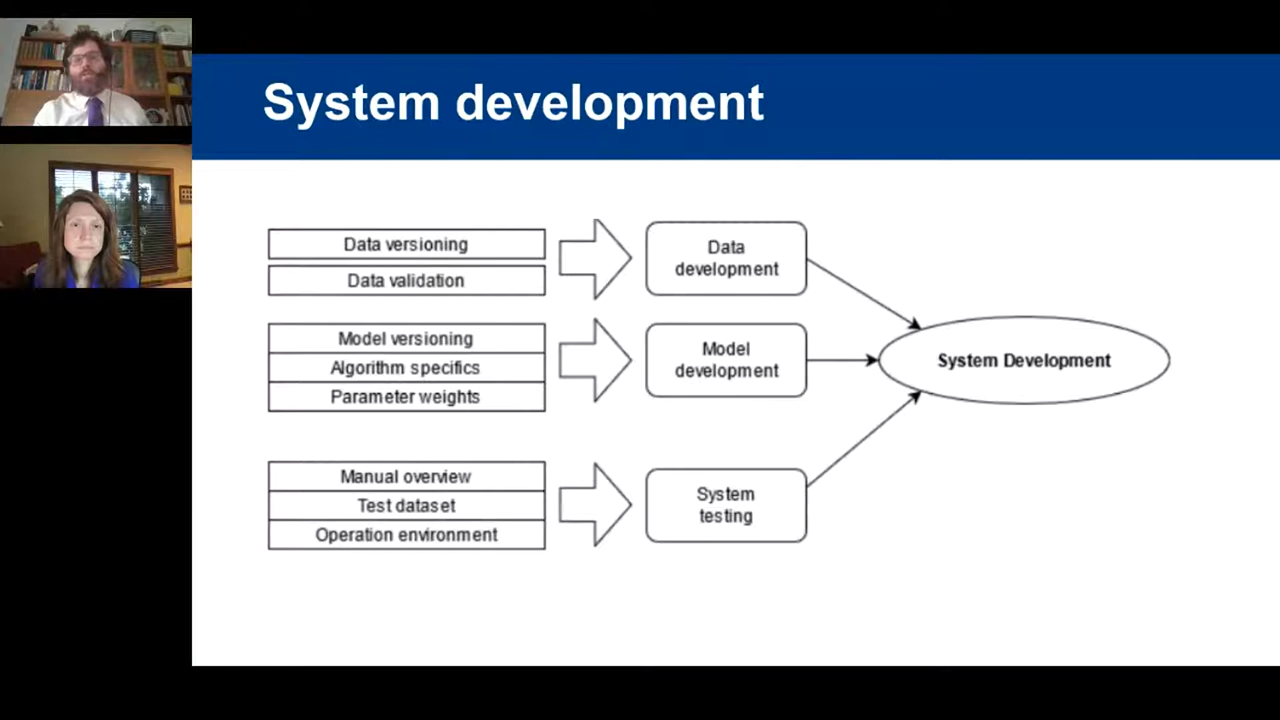 System development
Data versioning
Data validation
Data
development
Model versioning
Algorithm specifics
Parameter weights
Model
development
System Development
Manual overview
Test dataset
Operation environment
System
testing